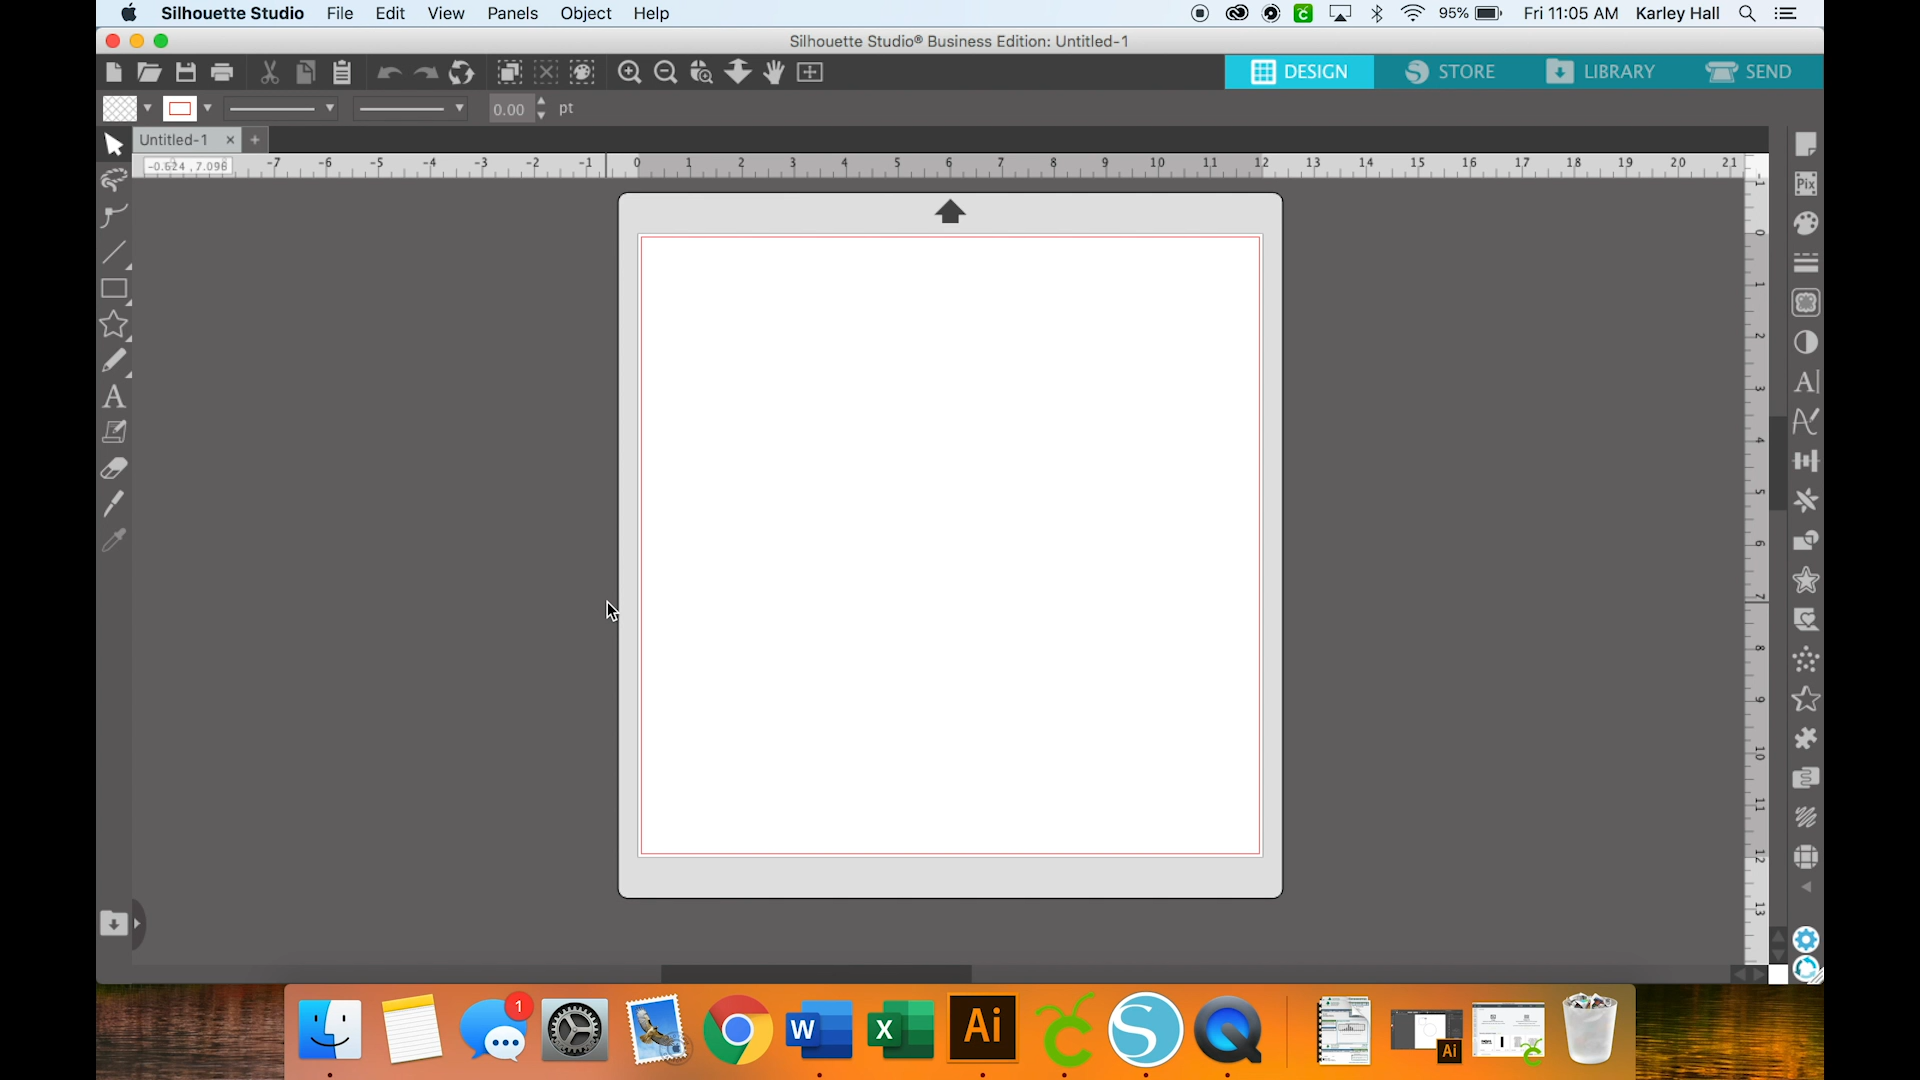 Silhouette Studio File Edit View Panels Object Help 95% Fri 11:05 AM Karley Hall
Silhouette Studio® Business Edition: Untitled-1
DESIGN STORE LIBRARY SEND
0.00 pt
Untitled-1 × +
-0.624 , 7.096
-7 -6 -5 -4 -3 -2 -1 0 1 2 3 4 5 6 7 8 9 10 11 12 13 14 15 16 17 18 19 20 21
-1 0 1 2 3 4 5 6 7 8 9 10 11 12 13
Pix
A
A
1
W
X
Ai
S
Ai